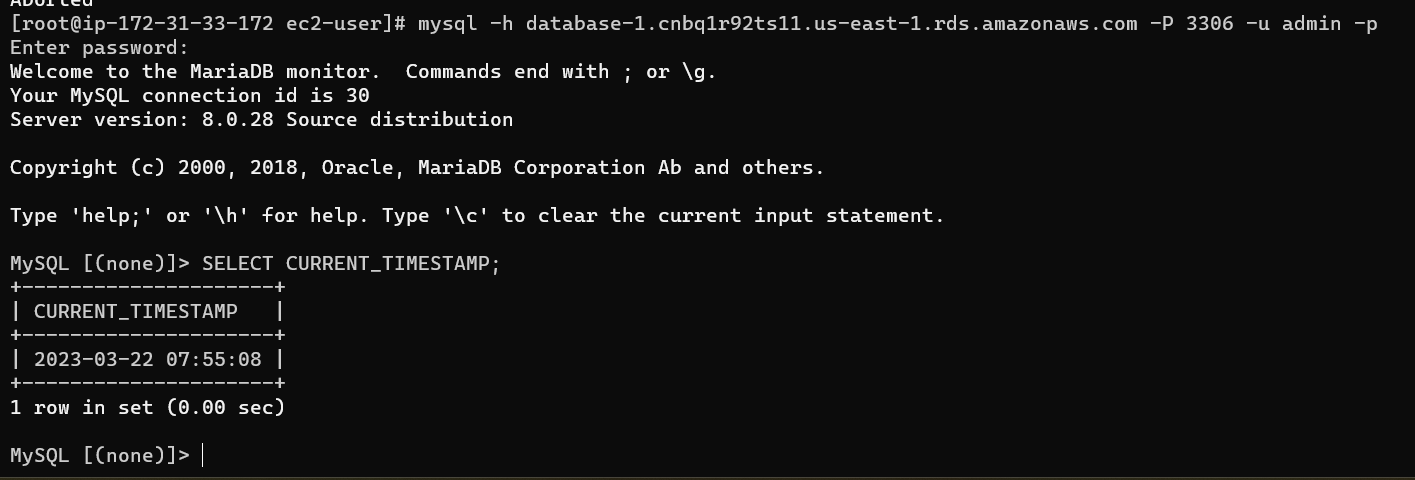 Aborted
[root@ip-172-31-33-172 ec2-user]# mysql -h database-1.cnbq1r92ts11.us-east-1.rds.amazonaws.com -P 3306 -u admin -p
Enter password:
Welcome to the MariaDB monitor.  Commands end with ; or \g.
Your MySQL connection id is 30
Server version: 8.0.28 Source distribution
Copyright (c) 2000, 2018, Oracle, MariaDB Corporation Ab and others.
Type 'help;' or '\h' for help. Type '\c' to clear the current input statement.
MySQL [(none)]> SELECT CURRENT_TIMESTAMP;
+---------------------+
| CURRENT_TIMESTAMP   |
+---------------------+
| 2023-03-22 07:55:08 |
+---------------------+
1 row in set (0.00 sec)
MySQL [(none)]>